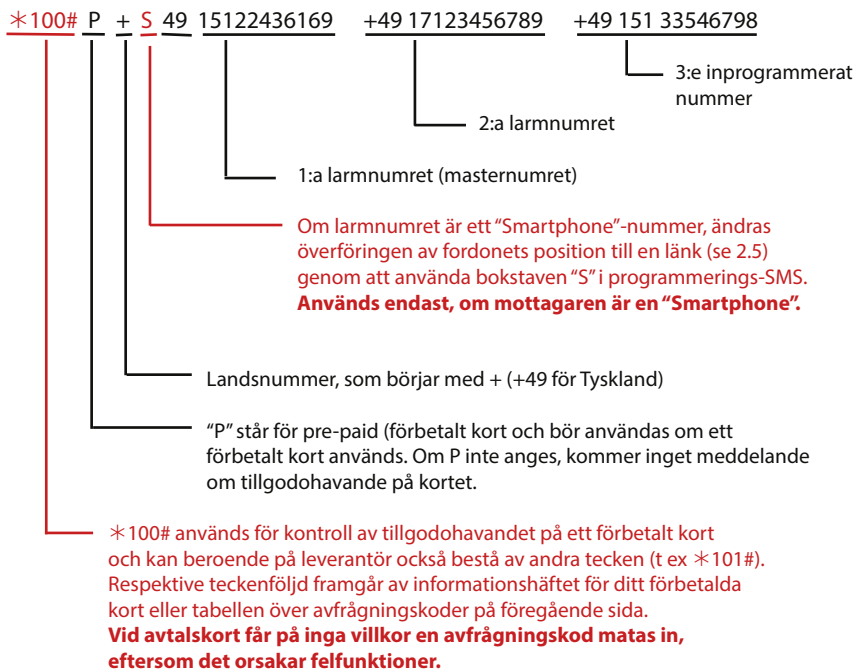 ✳100# P + S 49 15122436169 +49 17123456789 +49 151 33546798
3:e inprogrammerat
nummer
2:a larmnumret
1:a larmnumret (masternumret)
Om larmnumret är ett “Smartphone”-nummer, ändras
överföringen av fordonets position till en länk (se 2.5)
genom att använda bokstaven “S” i programmerings-SMS.
Används endast, om mottagaren är en “Smartphone”.
Landsnummer, som börjar med + (+49 för Tyskland)
“P” står för pre-paid (förbetalt kort och bör användas om ett
förbetalt kort används. Om P inte anges, kommer inget meddelande
om tillgodohavande på kortet.
✳100# används för kontroll av tillgodohavandet på ett förbetalt kort
och kan beroende på leverantör också bestå av andra tecken (t ex ✳101#).
Respektive teckenföljd framgår av informationshäftet för ditt förbetalda
kort eller tabellen över avfrågningskoder på föregående sida.
Vid avtalskort får på inga villkor en avfrågningskod matas in,
eftersom det orsakar felfunktioner.